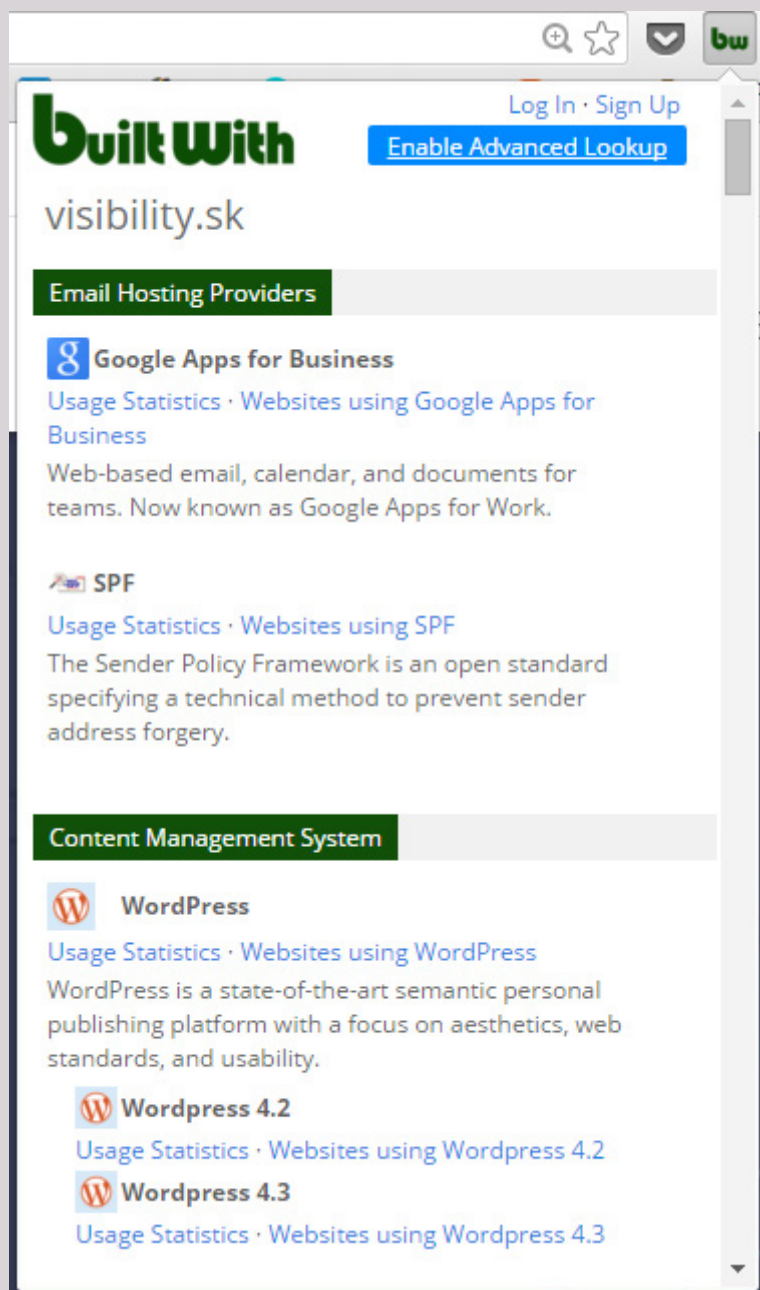 bw
Log In · Sign Up
builtWith
Enable Advanced Lookup
visibility.sk
Email Hosting Providers
g Google Apps for Business
Usage Statistics · Websites using Google Apps for
Business
Web-based email, calendar, and documents for
teams. Now known as Google Apps for Work.
SPF
Usage Statistics · Websites using SPF
The Sender Policy Framework is an open standard
specifying a technical method to prevent sender
address forgery.
Content Management System
WordPress
Usage Statistics · Websites using WordPress
WordPress is a state-of-the-art semantic personal
publishing platform with a focus on aesthetics, web
standards, and usability.
Wordpress 4.2
Usage Statistics · Websites using Wordpress 4.2
Wordpress 4.3
Usage Statistics · Websites using Wordpress 4.3